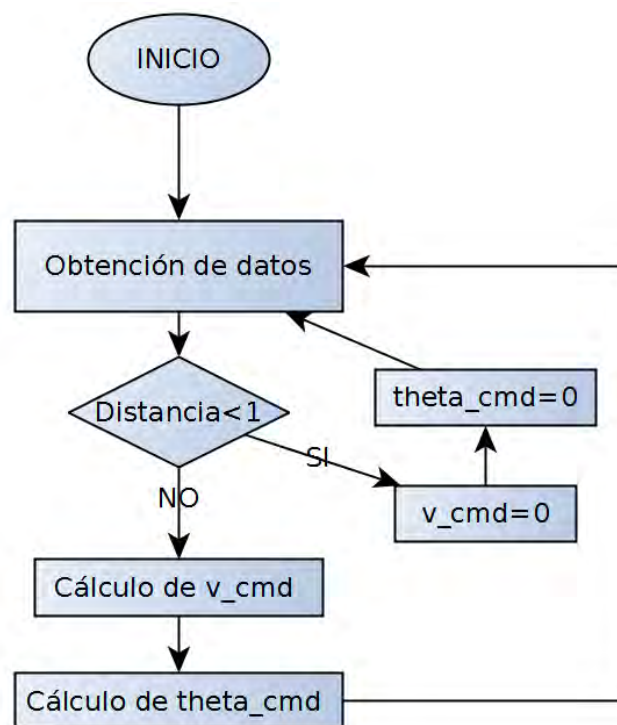 INICIO
Obtención de datos
Distancia<1
theta_cmd=0
SI
v_cmd=0
NO
Cálculo de v_cmd
Cálculo de theta_cmd